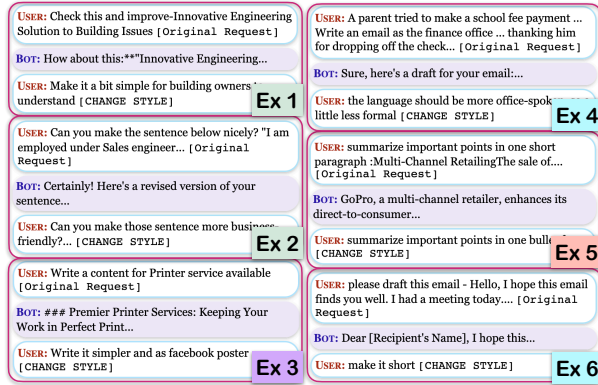 USER: Check this and improve-Innovative Engineering
Solution to Building Issues [Original Request]
BOT: How about this:**"Innovative Engineering...
USER: Make it a bit simple for building owners
understand [CHANGE STYLE]
Ex 1
USER: Can you make the sentence below nicely? "I am
employed under Sales engineer... [Original
Request]
BOT: Certainly! Here's a revised version of your
sentence...
USER: Can you make those sentence more business-
friendly?... [CHANGE STYLE]
Ex 2
USER: Write a content for Printer service available
[Original Request]
BOT: ### Premier Printer Services: Keeping Your
Work in Perfect Print...
USER: Write it simpler and as facebook poster
[CHANGE STYLE]
Ex 3
USER: A parent tried to make a school fee payment ...
Write an email as the finance office ... thanking him
for dropping off the check... [Original Request]
BOT: Sure, here's a draft for your email:...
USER: the language should be more office-spoken
little less formal [CHANGE STYLE]
Ex 4
USER: summarize important points in one short
paragraph :Multi-Channel RetailingThe sale of....
[Original Request]
BOT: GoPro, a multi-channel retailer, enhances its
direct-to-consumer...
USER: summarize important points in one
[CHANGE STYLE]
Ex 5
USER: please draft this email - Hello, I hope this email
finds you well. I had a meeting today.... [Original
Request]
BOT: Dear [Recipient's Name], I hope this...
USER: make it short [CHANGE STYLE]
Ex 6